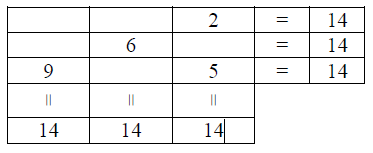 2 = 14
6 = 14
9 5 = 14
= = =
14 14 14